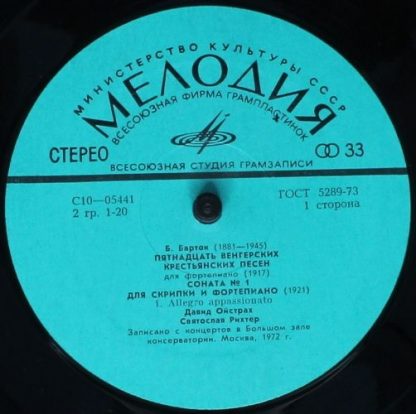 МИНИСТЕРСТВО КУЛЬТУРЫ СССР
МЕЛОДИЯ
ВСЕСОЮЗНАЯ ФИРМА ГРАМПЛАСТИНОК
СТЕРЕО
33
ВСЕСОЮЗНАЯ СТУДИЯ ГРАМЗАПИСИ
С10—05441
ГОСТ 5289-73
2 гр. 1-20
1 сторона
Б. Барток (1881—1945)
ПЯТНАДЦАТЬ ВЕНГЕРСКИХ
КРЕСТЬЯНСКИХ ПЕСЕН
для фортепиано (1917)
СОНАТА № 1
ДЛЯ СКРИПКИ И ФОРТЕПИАНО (1921)
1. Allegro appassionato
Давид Ойстрах
Святослав Рихтер
Записано с концертов в Большом зале
консерватории. Москва, 1972 г.